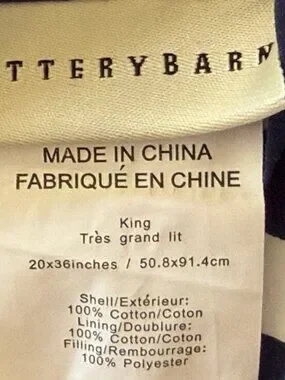 TTERYBARN
MADE IN CHINA
FABRIQUÉ EN CHINE
King
Très grand lit
20x36inches / 50.8x91.4cm
Shell/Extérieur:
100% Cotton/Coton
Lining/Doublure:
100% Cotton/Coton
Filling/Rembourrage:
100% Polyester